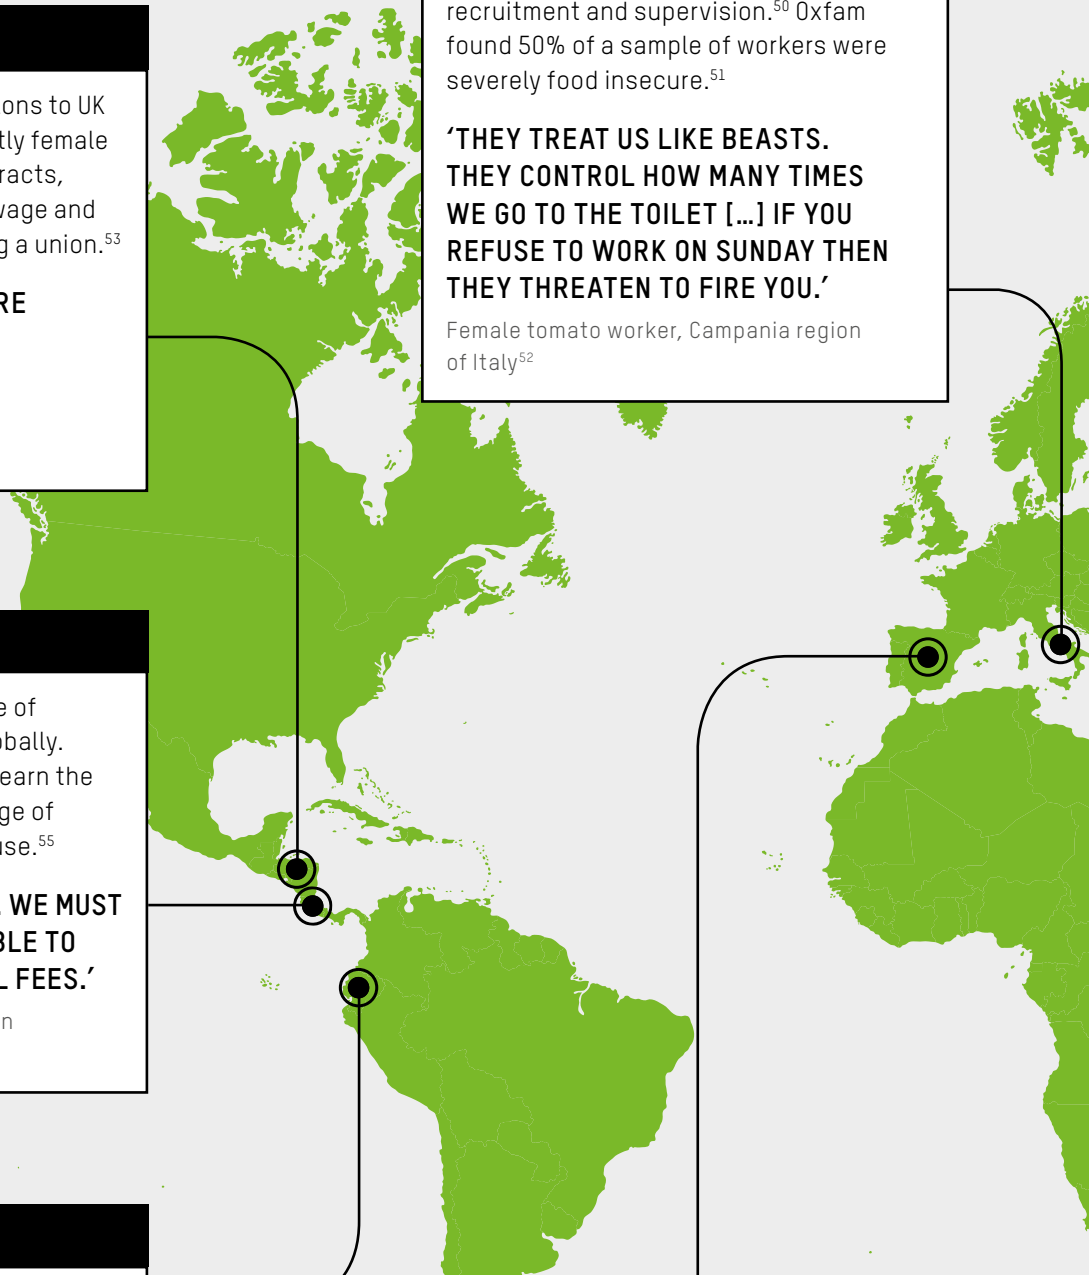 ons to UK
tly female
racts,
wage and
g a union.53
RE
recruitment and supervision.50 Oxfam
found 50% of a sample of workers were
severely food insecure.51
‘THEY TREAT US LIKE BEASTS.
THEY CONTROL HOW MANY TIMES
WE GO TO THE TOILET [...] IF YOU
REFUSE TO WORK ON SUNDAY THEN
THEY THREATEN TO FIRE YOU.’
Female tomato worker, Campania region
of Italy52
e of
obally.
earn the
ge of
use.55
WE MUST
BLE TO
L FEES.’
n